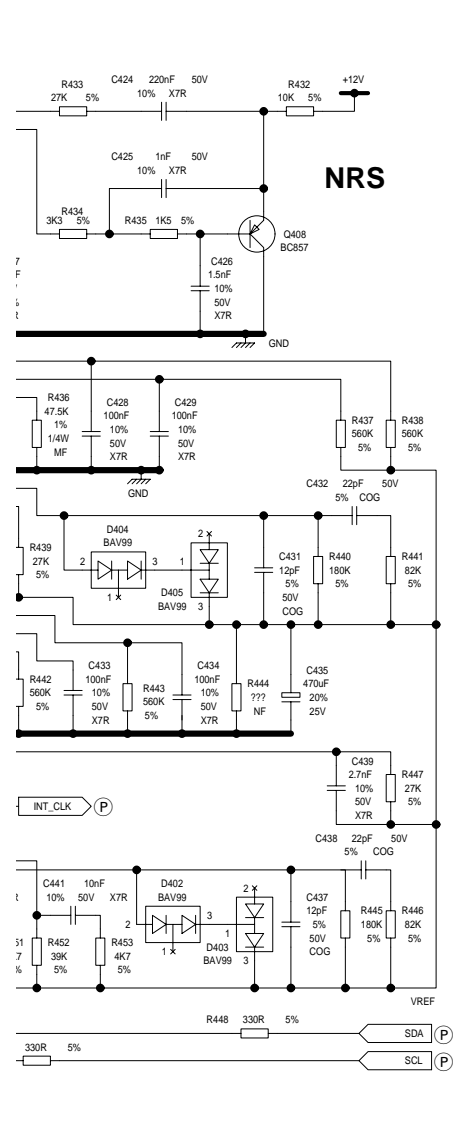 C424 220nF 50V
10% X7R
R433
27K 5%
R432
10K 5%
+12V
C425 1nF 50V
10% X7R
NRS
R434
3K3 5%
R435 1K5 5%
Q408
BC857
C426
1.5nF
10%
50V
X7R
7
F
%
GND
R436
47.5K
1%
1/4W
MF
C428
100nF
10%
50V
X7R
C429
100nF
10%
50V
X7R
R437
560K
5%
R438
560K
5%
GND
C432 22pF 50V
5% COG
R439
27K
5%
D404
BAV99
2 3
1
2
1
3
D405
BAV99
C431
12pF
5%
50V
COG
R440
180K
5%
R441
82K
5%
R442
560K
5%
C433
100nF
10%
50V
X7R
R443
560K
5%
C434
100nF
10%
50V
X7R
R444
???
NF
C435
470uF
20%
25V
C439
2.7nF
10%
50V
X7R
R447
27K
5%
INT_CLK P
C438 22pF 50V
5% COG
C441 10nF
10% 50V X7R
D402
BAV99
2 3
1
2
1
3
D403
BAV99
C437
12pF
5%
50V
COG
R445
180K
5%
R446
82K
5%
51
7
%
R452
39K
5%
R453
4K7
5%
VREF
R448 330R 5%
SDA P
330R 5%
SCL P